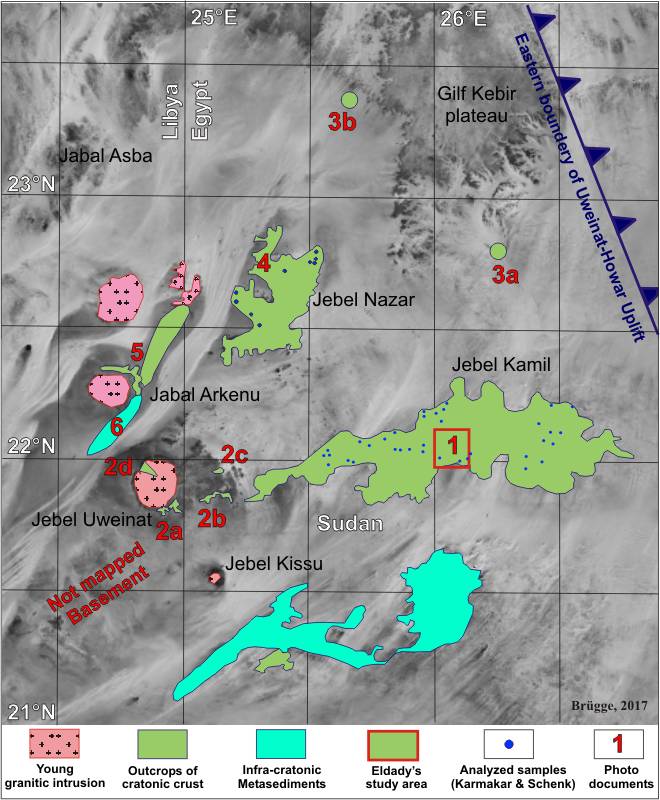 25°E
26°E
Libya
Egypt
Gilf Kebir
plateau
Eastern boundary of Uweinat-Howar Uplift
3b
Jabal Asba
23°N
4
3a
Jebel Nazar
5
Jebel Kamil
Jabal Arkenu
6
22°N
1
2d
2c
Jebel Uweinat
2a
2b
Sudan
Not mapped
Basement
Jebel Kissu
21°N
Brügge, 2017
Young
granitic intrusion
Outcrops of
cratonic crust
Infra-cratonic
Metasediments
Eldady's
study area
Analyzed samples
(Karmakar & Schenk)
1
Photo
documents